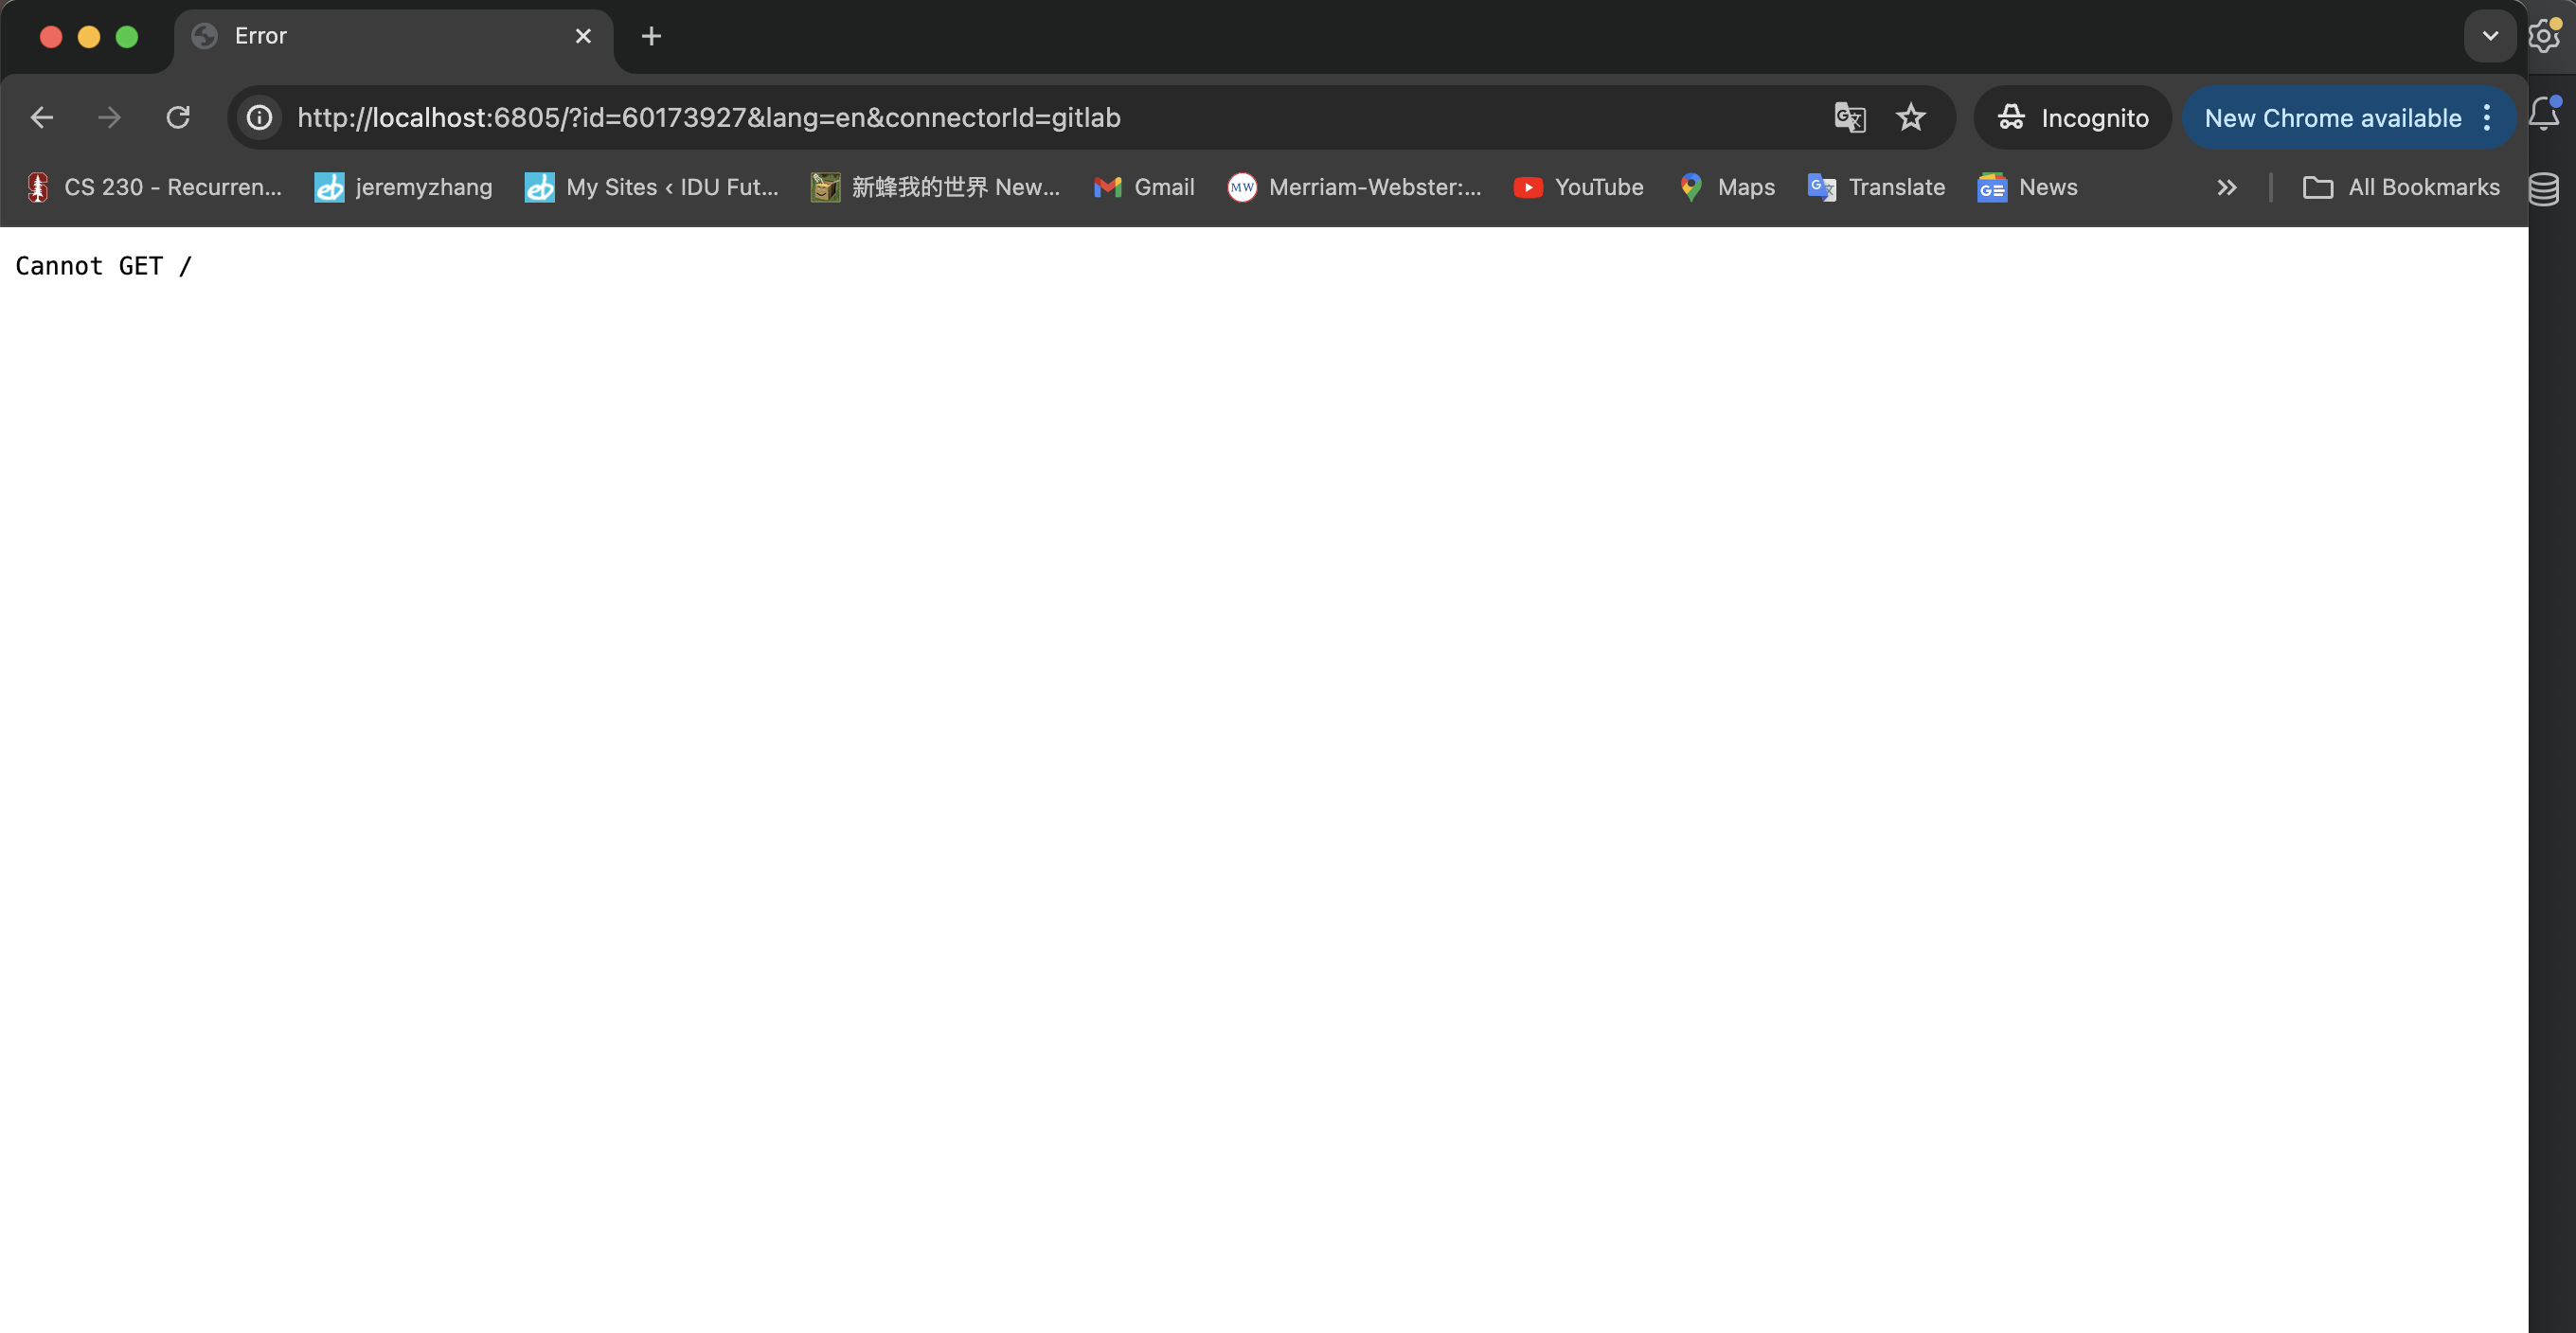 Error
http://localhost:6805/?id=60173927&lang=en&connectorId=gitlab
Incognito
New Chrome available
CS 230 - Recurren...
jeremyzhang
My Sites ‹ IDU Fut...
新蜂我的世界 New...
Gmail
MW
Merriam-Webster:...
YouTube
Maps
Translate
News
All Bookmarks
Cannot GET /